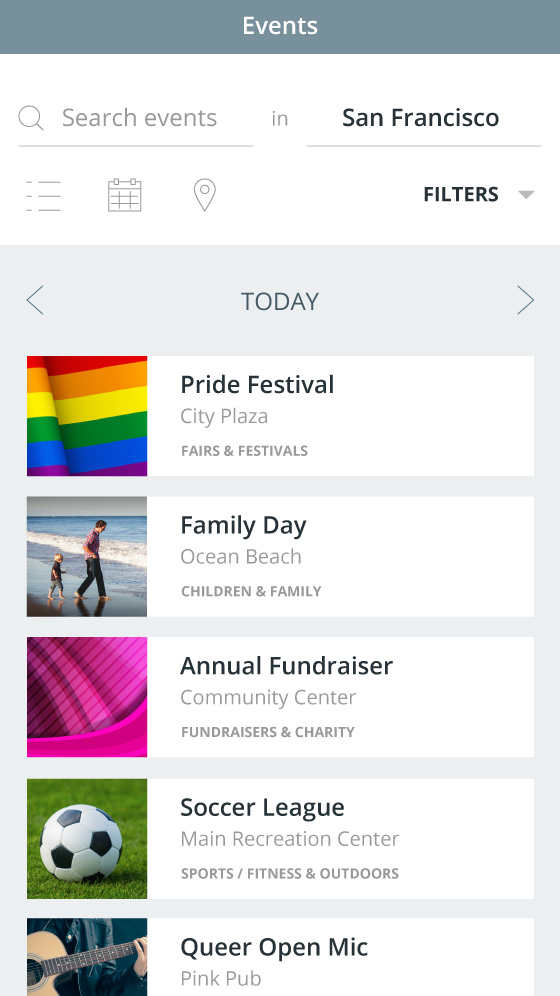 Events
Search events in San Francisco
FILTERS
TODAY
Pride Festival
City Plaza
FAIRS & FESTIVALS
Family Day
Ocean Beach
CHILDREN & FAMILY
Annual Fundraiser
Community Center
FUNDRAISERS & CHARITY
Soccer League
Main Recreation Center
SPORTS / FITNESS & OUTDOORS
Queer Open Mic
Pink Pub